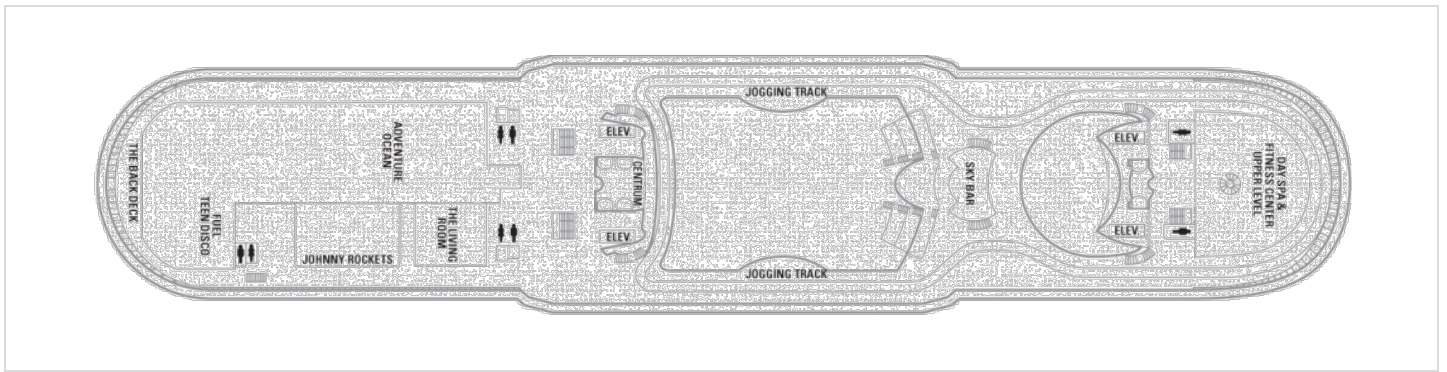 THE BACK DECK
FUEL
TEEN DISCO
ADVENTURE
OCEAN
JOHNNY ROCKETS
THE LIVING
ROOM
ELEV.
CENTRUM
ELEV.
JOGGING TRACK
JOGGING TRACK
SKY BAR
ELEV.
ELEV.
DAY SPA &
FITNESS CENTER
UPPER LEVEL